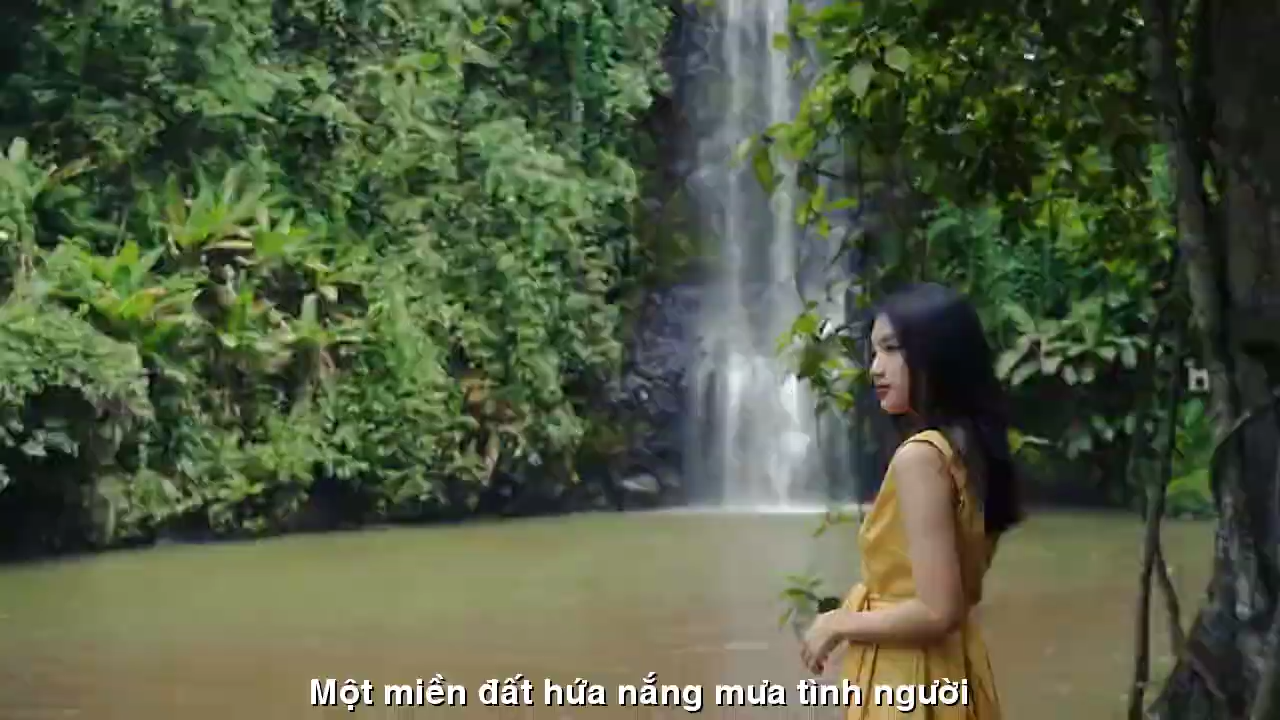 Một miền đất hứa nắng mưa tình người